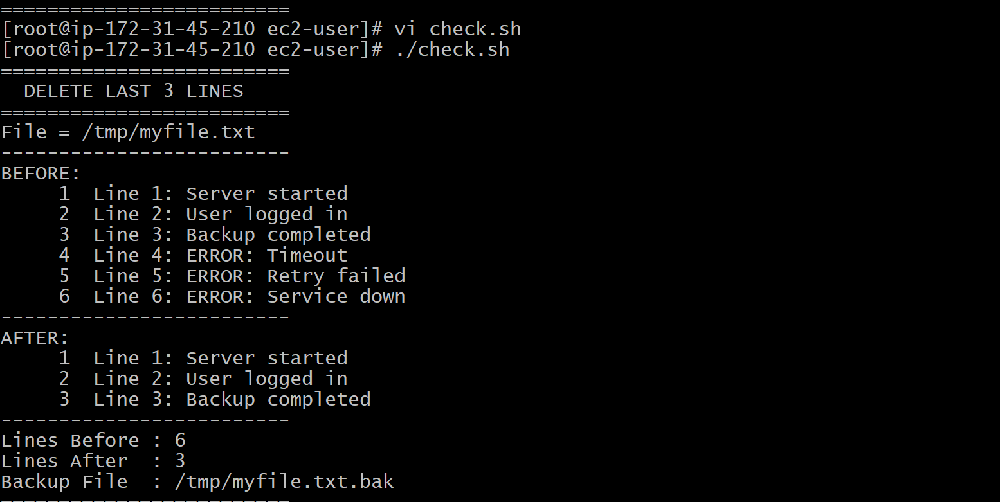 =========================
[root@ip-172-31-45-210 ec2-user]# vi check.sh
[root@ip-172-31-45-210 ec2-user]# ./check.sh
=========================
  DELETE LAST 3 LINES
=========================
File = /tmp/myfile.txt
-------------------------
BEFORE:
     1  Line 1: Server started
     2  Line 2: User logged in
     3  Line 3: Backup completed
     4  Line 4: ERROR: Timeout
     5  Line 5: ERROR: Retry failed
     6  Line 6: ERROR: Service down
-------------------------
AFTER:
     1  Line 1: Server started
     2  Line 2: User logged in
     3  Line 3: Backup completed
-------------------------
Lines Before : 6
Lines After  : 3
Backup File  : /tmp/myfile.txt.bak
=========================